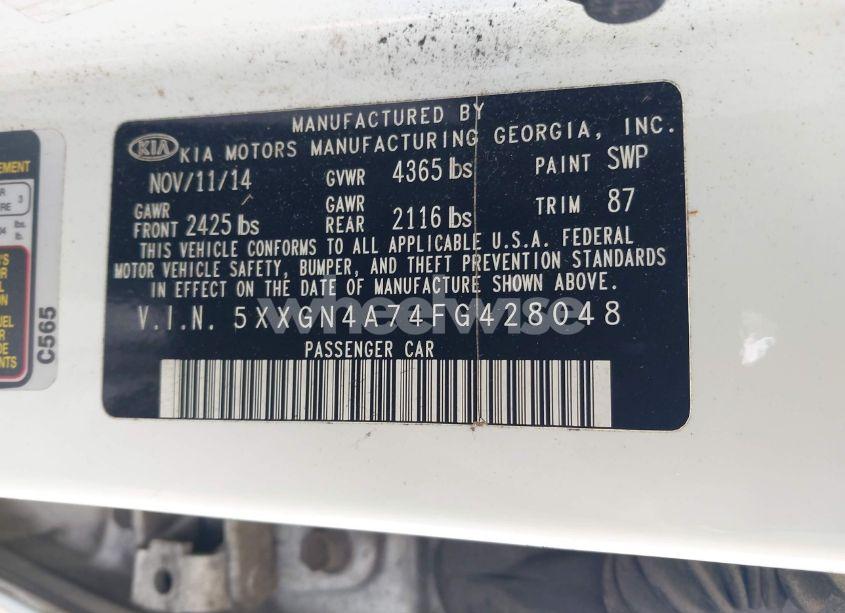 MANUFACTURED BY
KIA KIA MOTORS MANUFACTURING GEORGIA, INC.
NOV/11/14 GVWR 4365 lbs PAINT SWP
GAWR FRONT 2425 lbs GAWR REAR 2116 lbs TRIM 87
THIS VEHICLE CONFORMS TO ALL APPLICABLE U.S.A. FEDERAL
MOTOR VEHICLE SAFETY, BUMPER, AND THEFT PREVENTION STANDARDS
IN EFFECT ON THE DATE OF MANUFACTURE SHOWN ABOVE.
wheelwise
V.I.N. 5XXGN4A74FG428048
PASSENGER CAR
C565